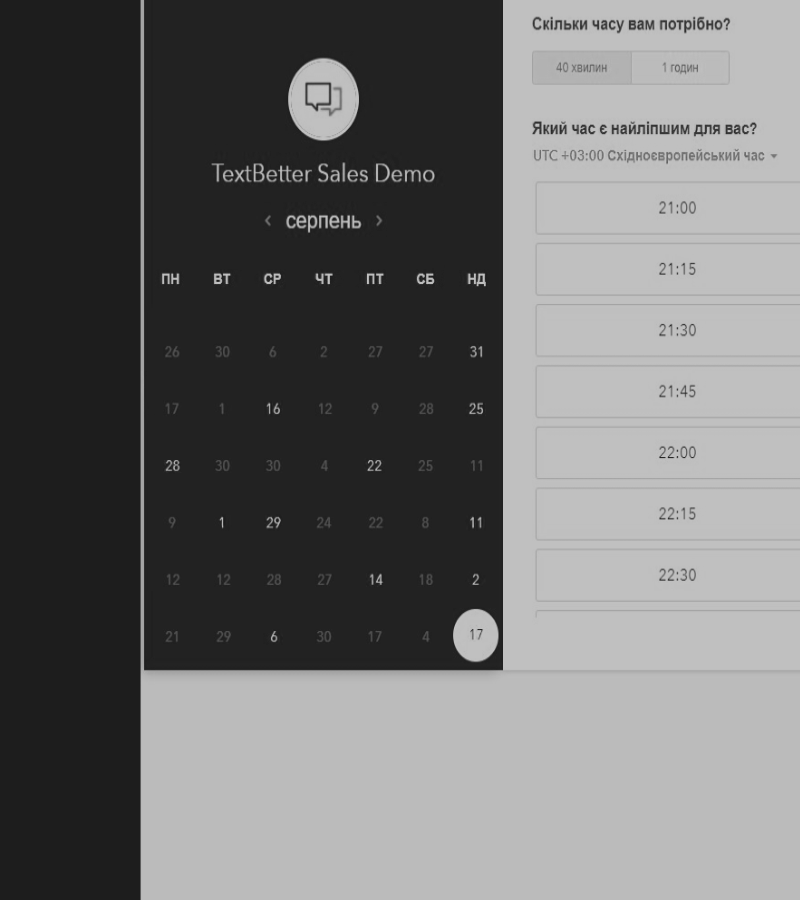 TextBetter Sales Demo
серпень
ПН ВТ СР ЧТ ПТ СБ НД
26 30 6 2 27 27 31
17 1 16 12 9 28 25
28 30 30 4 22 25 11
9 1 29 24 22 8 11
12 12 28 27 14 18 2
21 29 6 30 17 4 17
Скільки часу вам потрібно?
40 хвилин 1 годин
Який час є найліпшим для вас?
UTC +03:00 Східноєвропейський час
21:00
21:15
21:30
21:45
22:00
22:15
22:30